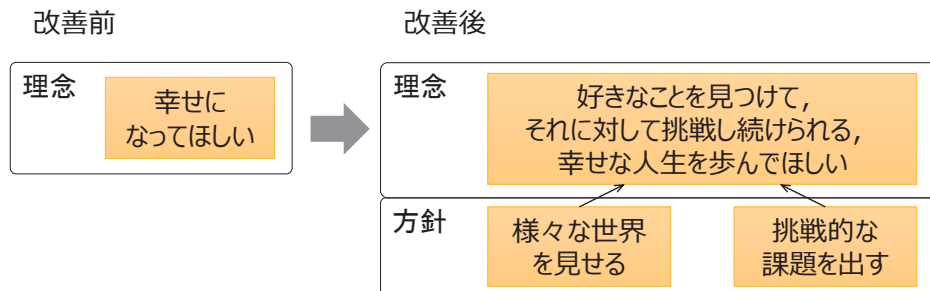 改善前
改善後
理念
幸せに
なってほしい
理念
好きなことを見つけて，
それに対して挑戦し続けられる，
幸せな人生を歩んでほしい
方針
様々な世界
を見せる
挑戦的な
課題を出す